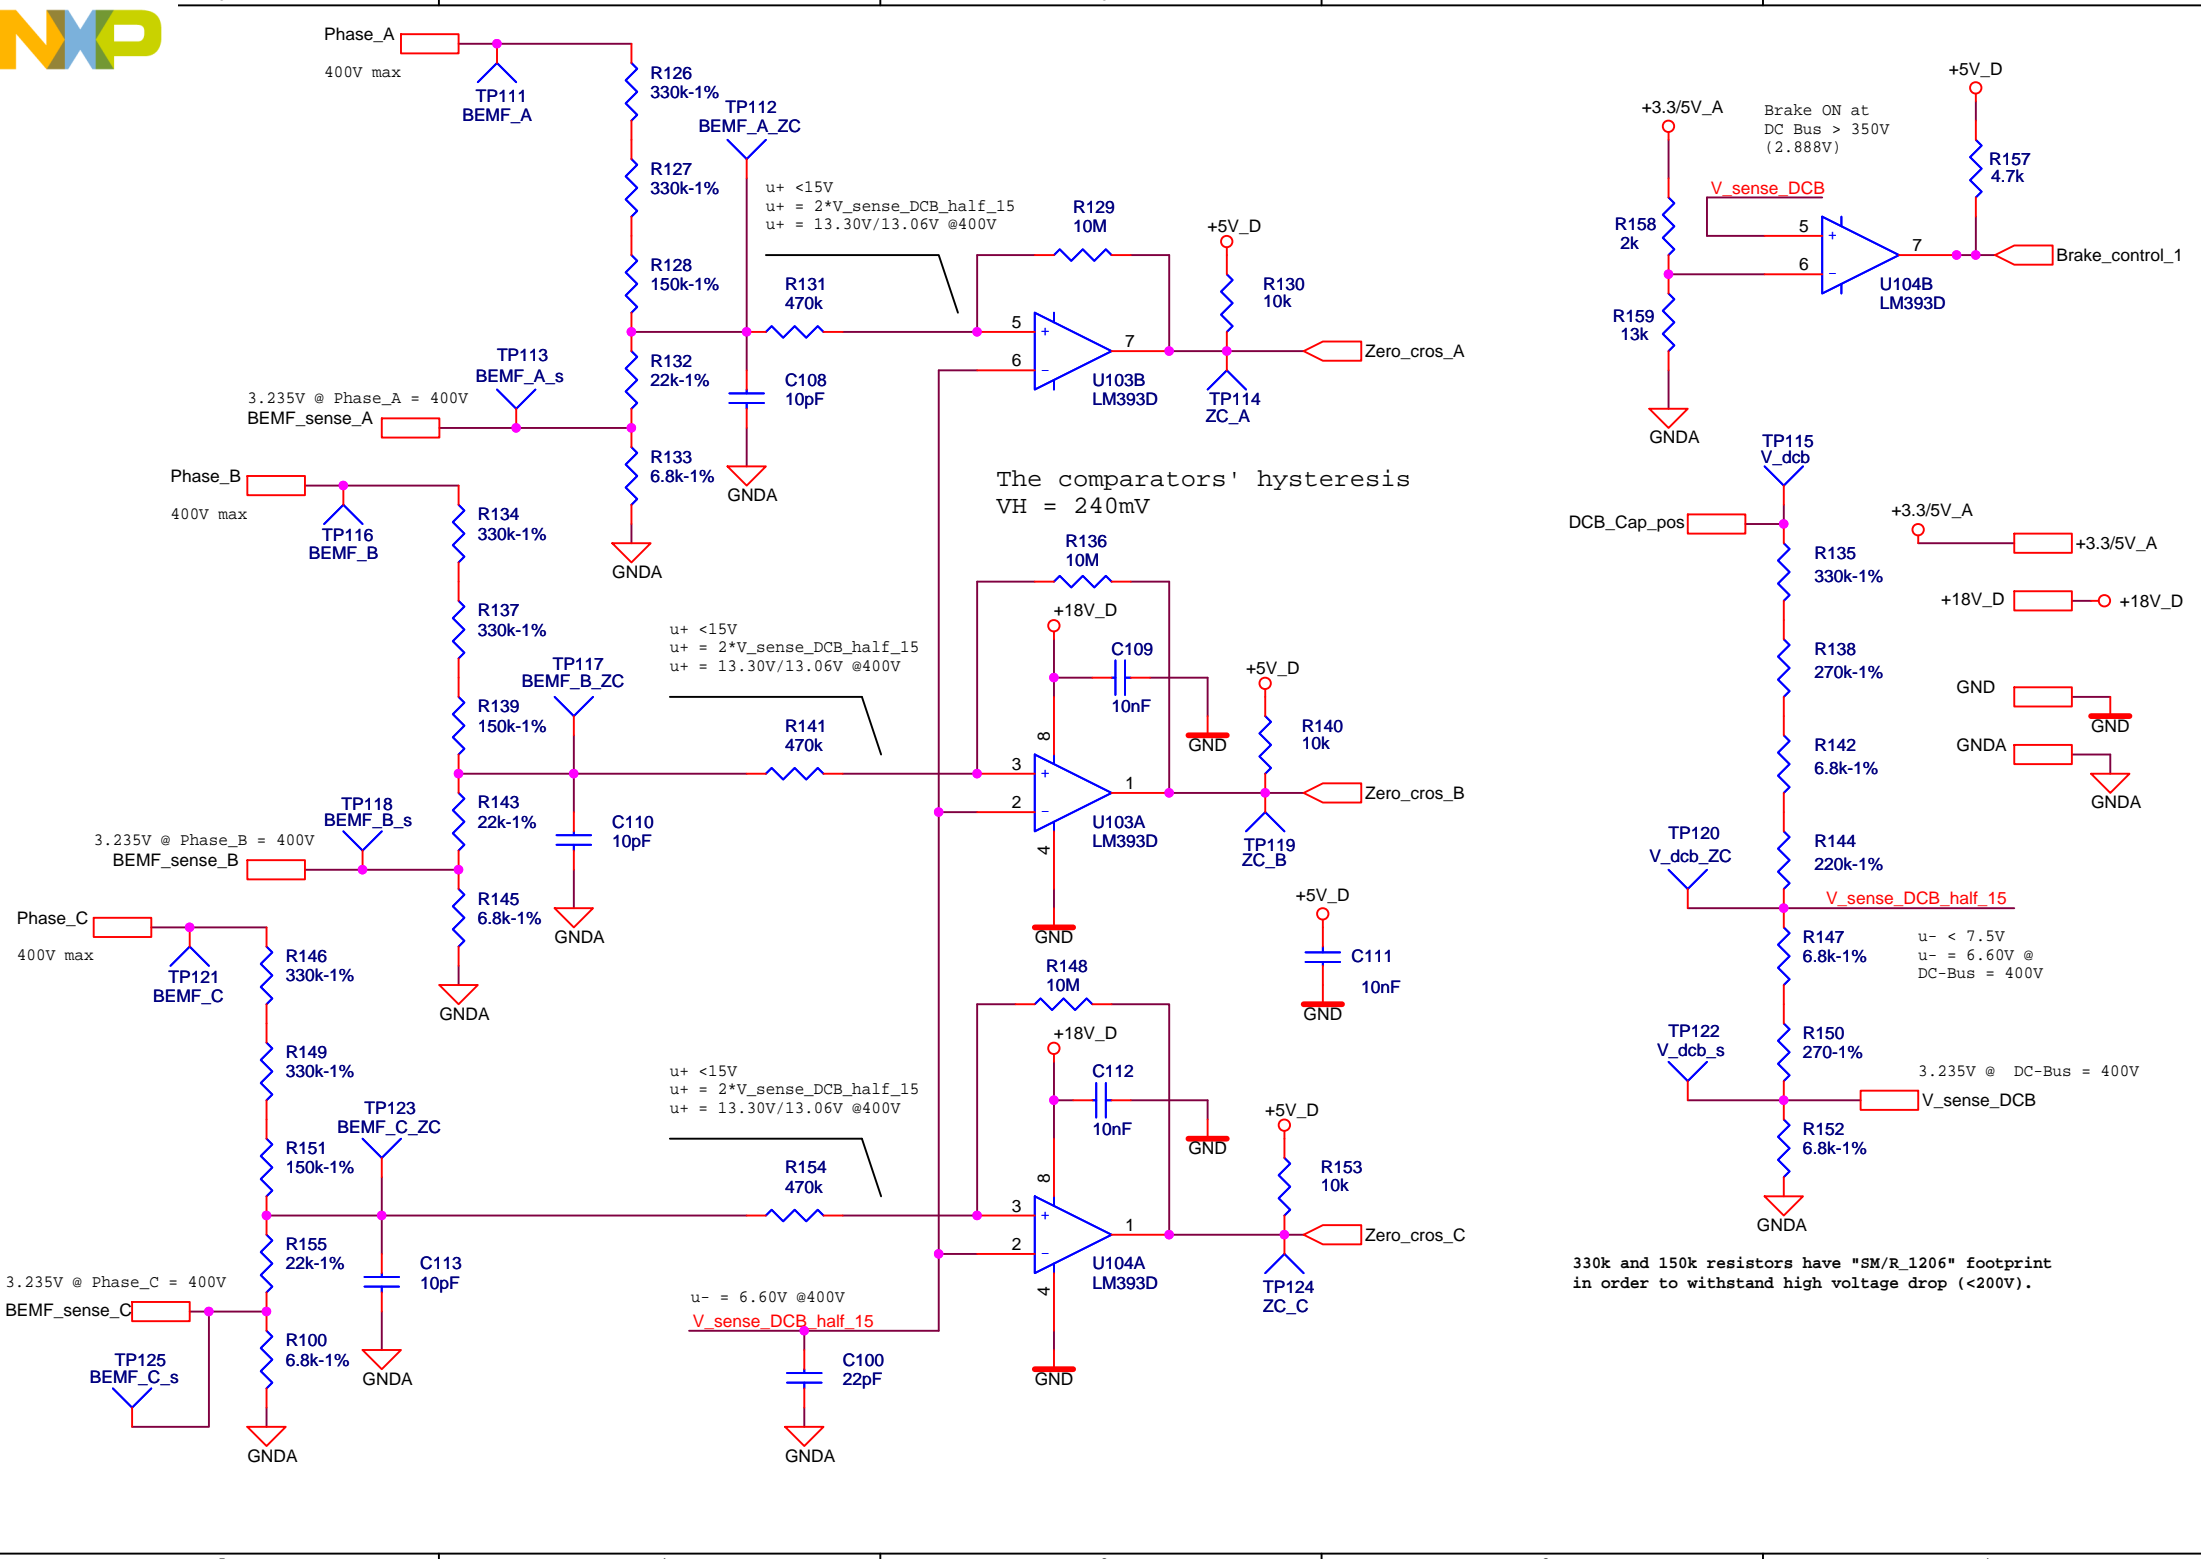 NXP
Phase_A
400V max
TP111
BEMF_A
R126
330k-1%
TP112
BEMF_A_ZC
R127
330k-1%
u+ <15V
u+ = 2*V_sense_DCB_half_15
u+ = 13.30V/13.06V @400V
R128
150k-1%
R131
470k
R129
10M
+5V_D
R130
10k
5
+
6
−
7
U103B
LM393D
Zero_cros_A
TP114
ZC_A
TP113
BEMF_A_s
R132
22k-1%
C108
10pF
3.235V @ Phase_A = 400V
BEMF_sense_A
R133
6.8k-1%
GNDA
GNDA
+3.3/5V_A
Brake ON at
DC Bus > 350V
(2.888V)
+5V_D
R157
4.7k
V_sense_DCB
R158
2k
5
+
6
−
7
U104B
LM393D
Brake_control_1
R159
13k
GNDA
The comparators' hysteresis
VH = 240mV
Phase_B
400V max
TP116
BEMF_B
R134
330k-1%
R137
330k-1%
TP117
BEMF_B_ZC
R139
150k-1%
u+ <15V
u+ = 2*V_sense_DCB_half_15
u+ = 13.30V/13.06V @400V
R141
470k
R136
10M
+18V_D
C109
10nF
GND
+5V_D
R140
10k
8
3
+
2
−
1
4
U103A
LM393D
Zero_cros_B
TP119
ZC_B
GND
TP118
BEMF_B_s
R143
22k-1%
C110
10pF
3.235V @ Phase_B = 400V
BEMF_sense_B
R145
6.8k-1%
GNDA
GNDA
+5V_D
C111
10nF
GND
TP115
V_dcb
DCB_Cap_pos
R135
330k-1%
R138
270k-1%
R142
6.8k-1%
TP120
V_dcb_ZC
R144
220k-1%
V_sense_DCB_half_15
R147
6.8k-1%
u- < 7.5V
u- = 6.60V @
DC-Bus = 400V
TP122
V_dcb_s
R150
270-1%
3.235V @  DC-Bus = 400V
V_sense_DCB
R152
6.8k-1%
GNDA
+3.3/5V_A
+3.3/5V_A
+18V_D
+18V_D
GND
GND
GNDA
GNDA
Phase_C
400V max
TP121
BEMF_C
R146
330k-1%
R149
330k-1%
TP123
BEMF_C_ZC
R151
150k-1%
u+ <15V
u+ = 2*V_sense_DCB_half_15
u+ = 13.30V/13.06V @400V
R154
470k
R148
10M
+18V_D
C112
10nF
GND
+5V_D
R153
10k
8
3
+
2
−
1
4
U104A
LM393D
Zero_cros_C
TP124
ZC_C
GND
R155
22k-1%
C113
10pF
3.235V @ Phase_C = 400V
BEMF_sense_C
R100
6.8k-1%
TP125
BEMF_C_s
GNDA
GNDA
u- = 6.60V @400V
V_sense_DCB_half_15
C100
22pF
GNDA
330k and 150k resistors have "SM/R_1206" footprint
in order to withstand high voltage drop (<200V).